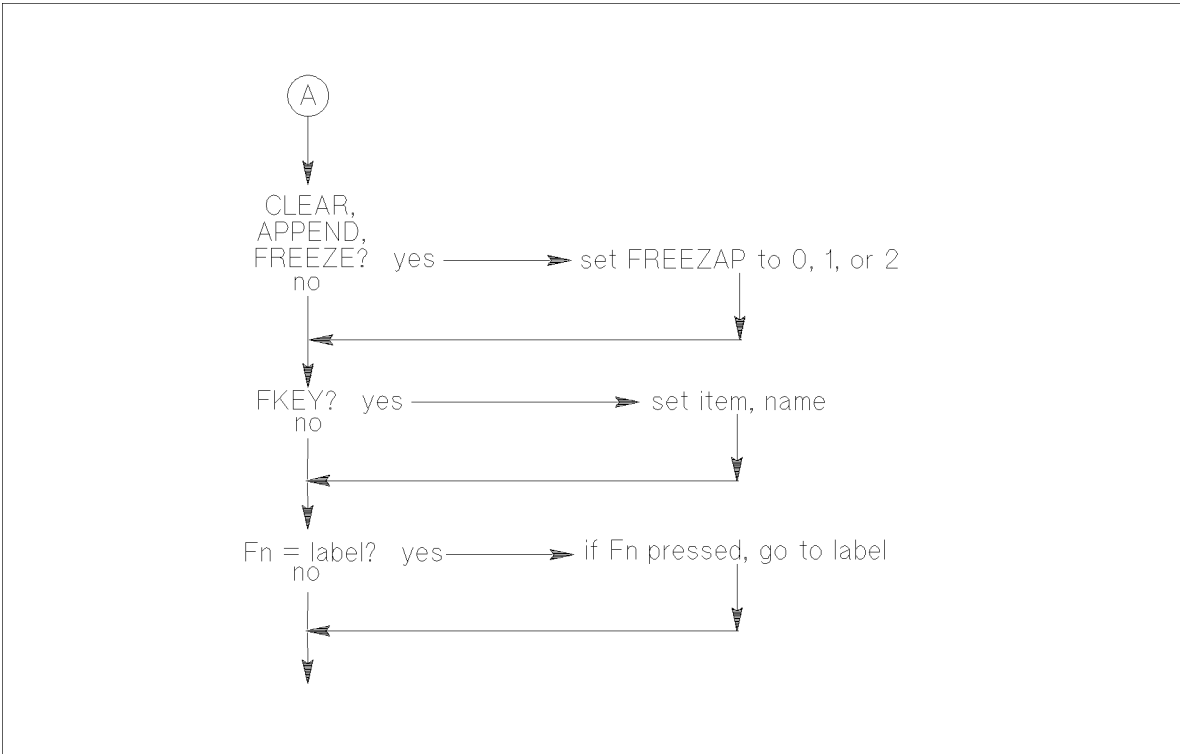 A
CLEAR,
APPEND,
FREEZE? yes set FREEZAP to 0, 1, or 2
no
FKEY? yes set item, name
no
Fn = label? yes if Fn pressed, go to label
no